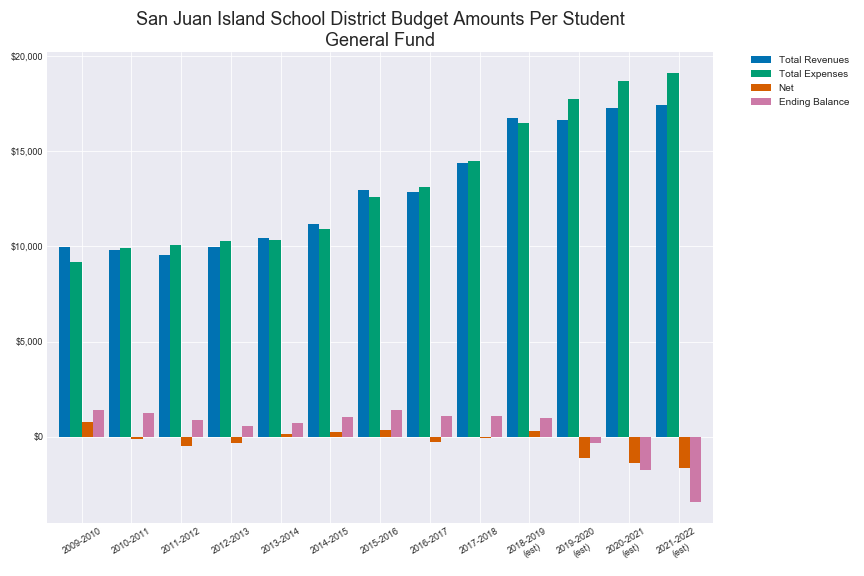 San Juan Island School District Budget Amounts Per Student
General Fund
Total Revenues
Total Expenses
Net
Ending Balance
$20,000
$15,000
$10,000
$5,000
$0
2009-2010
2010-2011
2011-2012
2012-2013
2013-2014
2014-2015
2015-2016
2016-2017
2017-2018
2018-2019
(est)
2019-2020
(est)
2020-2021
(est)
2021-2022
(est)